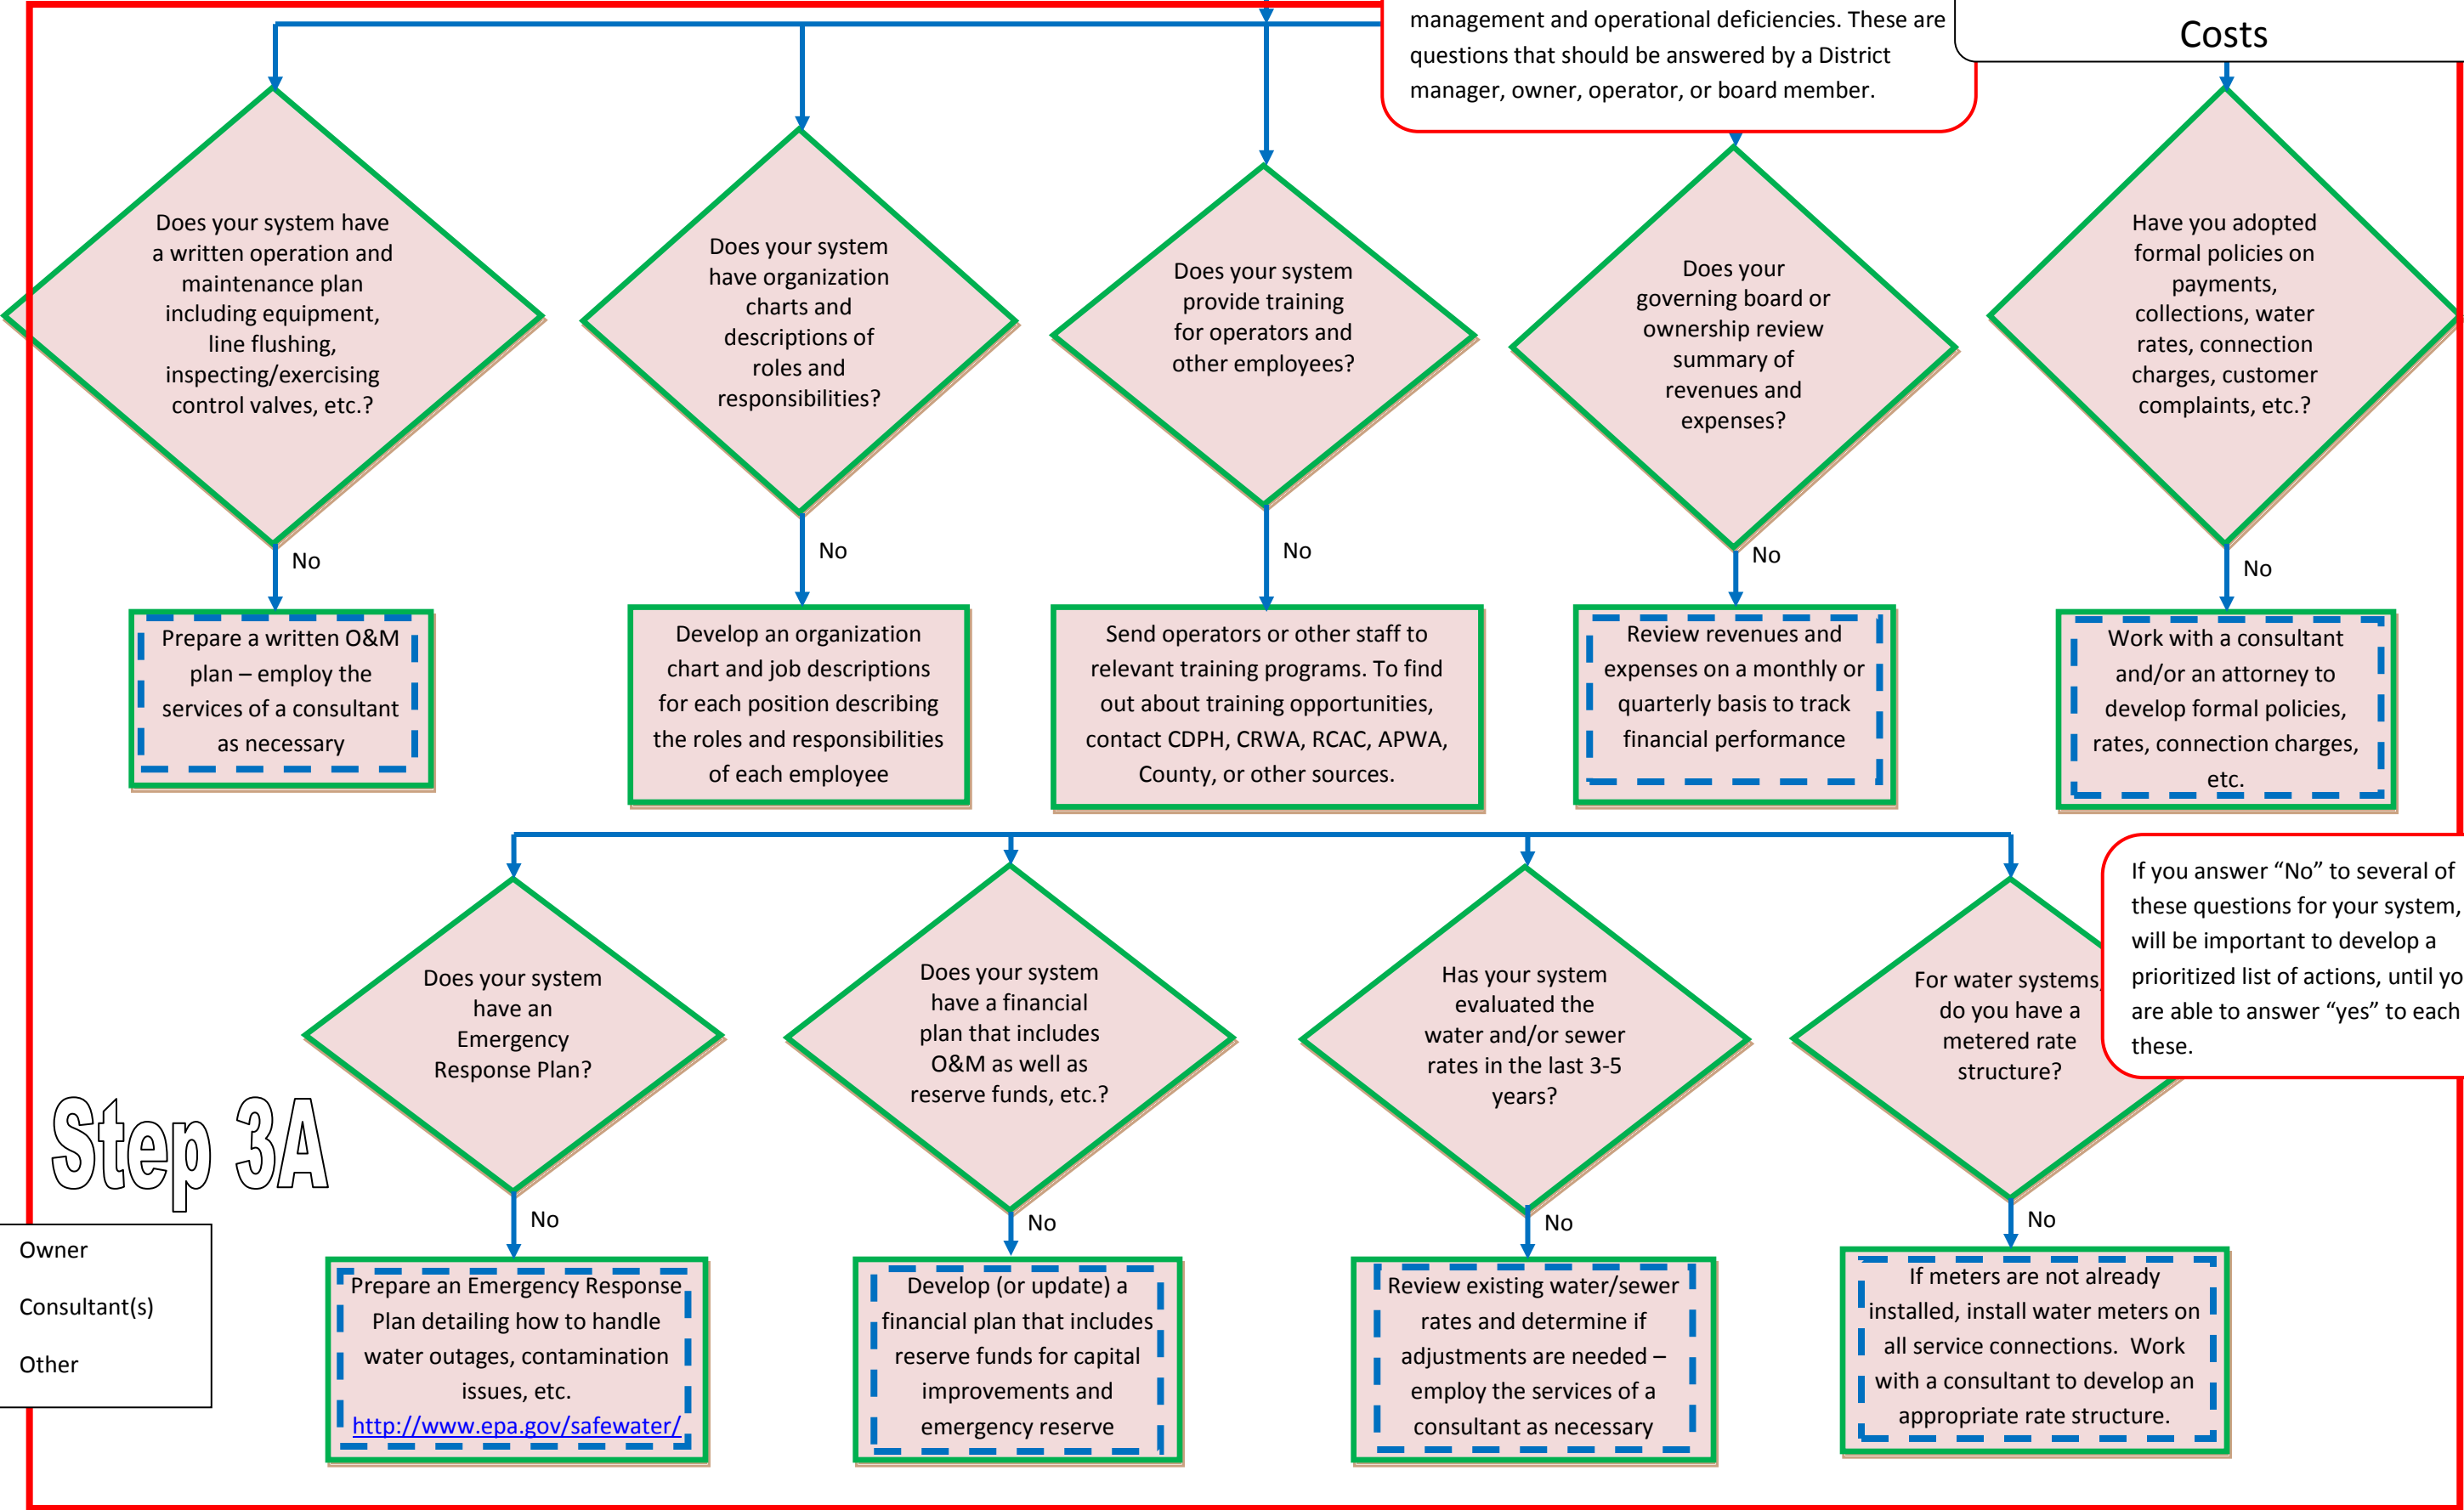 management and operational deficiencies. These are
questions that should be answered by a District
manager, owner, operator, or board member.
Costs
Does your system have
a written operation and
maintenance plan
including equipment,
line flushing,
inspecting/exercising
control valves, etc.?
Does your system
have organization
charts and
descriptions of
roles and
responsibilities?
Does your system
provide training
for operators and
other employees?
Does your
governing board or
ownership review
summary of
revenues and
expenses?
Have you adopted
formal policies on
payments,
collections, water
rates, connection
charges, customer
complaints, etc.?
No
No
No
No
No
Prepare a written O&M
plan – employ the
services of a consultant
as necessary
Develop an organization
chart and job descriptions
for each position describing
the roles and responsibilities
of each employee
Send operators or other staff to
relevant training programs. To find
out about training opportunities,
contact CDPH, CRWA, RCAC, APWA,
County, or other sources.
Review revenues and
expenses on a monthly or
quarterly basis to track
financial performance
Work with a consultant
and/or an attorney to
develop formal policies,
rates, connection charges,
etc.
Does your system
have an
Emergency
Response Plan?
Does your system
have a financial
plan that includes
O&M as well as
reserve funds, etc.?
Has your system
evaluated the
water and/or sewer
rates in the last 3-5
years?
For water systems,
do you have a
metered rate
structure?
If you answer “No” to several of
these questions for your system,
will be important to develop a
prioritized list of actions, until yo
are able to answer “yes” to each
these.
Step 3A
Owner
Consultant(s)
Other
No
No
No
No
Prepare an Emergency Response
Plan detailing how to handle
water outages, contamination
issues, etc.
http://www.epa.gov/safewater/
Develop (or update) a
financial plan that includes
reserve funds for capital
improvements and
emergency reserve
Review existing water/sewer
rates and determine if
adjustments are needed –
employ the services of a
consultant as necessary
If meters are not already
installed, install water meters on
all service connections.  Work
with a consultant to develop an
appropriate rate structure.